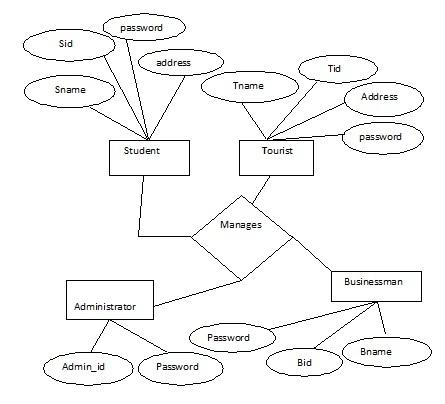 password
Sid
address
Tid
Tname
Sname
Address
password
Student
Tourist
Manages
Businessman
Administrator
Password
Bname
Bid
Admin_id
Password